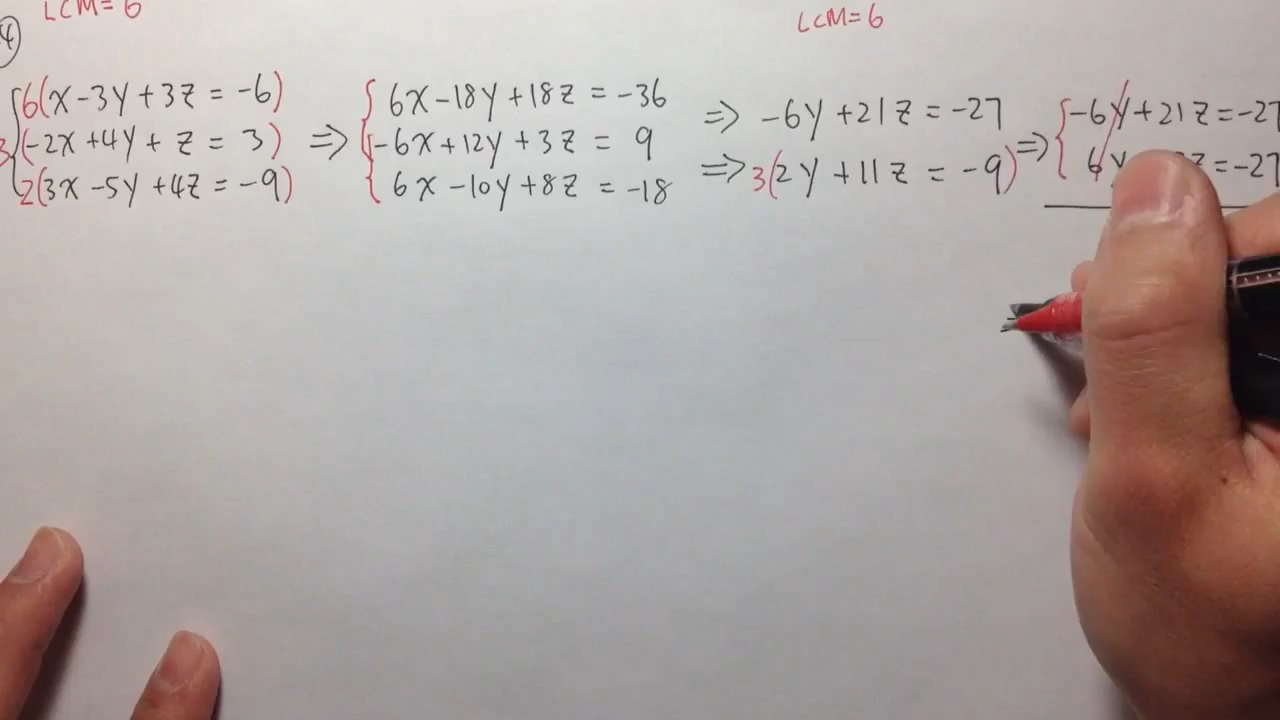 LCM = 6
LCM = 6
4
6(x - 3y + 3z = -6) 6x - 18y + 18z = -36 ⇒ -6y + 21z = -27 -6y + 21z = -27
3(-2x + 4y + z = 3) ⇒ -6x + 12y + 3z = 9 ⇒
2(3x - 5y + 4z = -9) 6x - 10y + 8z = -18 ⇒ 3(2y + 11z = -9) 6y z = -27